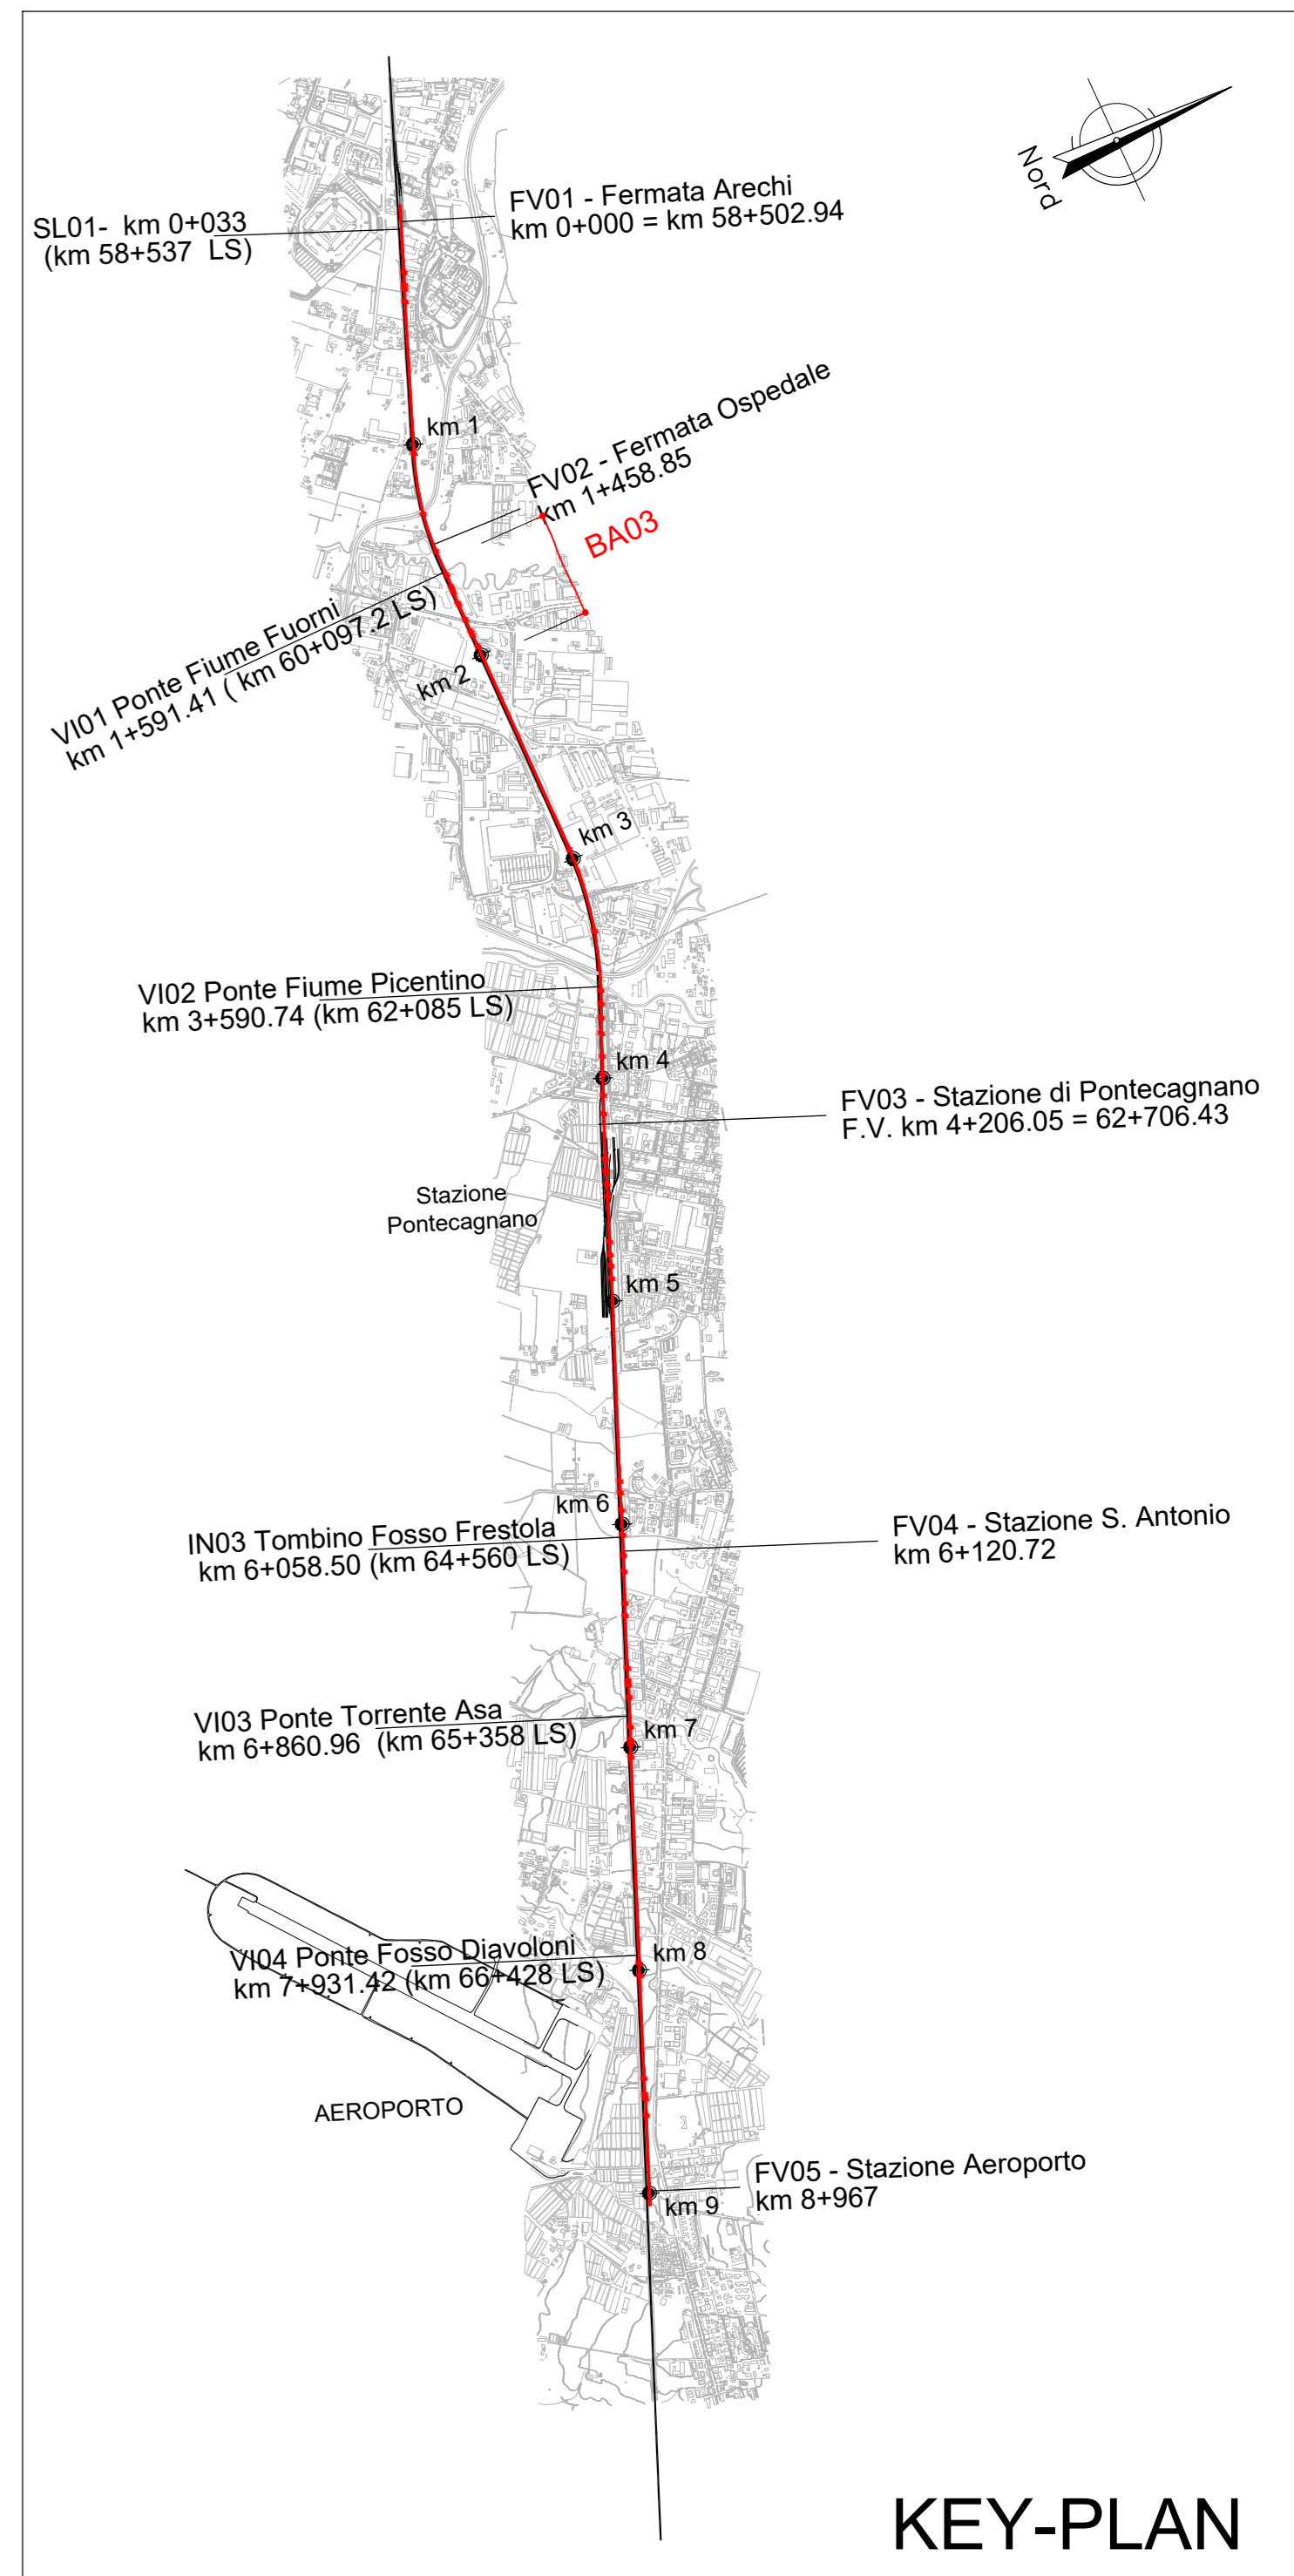 Nord
FV01 - Fermata Arechi
km 0+000 = km 58+502.94
SL01- km 0+033
(km 58+537 LS)
km 1
FV02 - Fermata Ospedale
km 1+458.85
BA03
VI01 Ponte Fiume Fuorni
km 1+591.41 ( km 60+097.2 LS)
km 2
km 3
VI02 Ponte Fiume Picentino
km 3+590.74 (km 62+085 LS)
km 4
FV03 - Stazione di Pontecagnano
F.V. km 4+206.05 = 62+706.43
Stazione
Pontecagnano
km 5
km 6
IN03 Tombino Fosso Frestola
km 6+058.50 (km 64+560 LS)
FV04 - Stazione S. Antonio
km 6+120.72
VI03 Ponte Torrente Asa
km 6+860.96 (km 65+358 LS)
km 7
VI04 Ponte Fosso Diavoloni
km 7+931.42 (km 66+428 LS)
km 8
AEROPORTO
FV05 - Stazione Aeroporto
km 8+967
km 9
KEY-PLAN